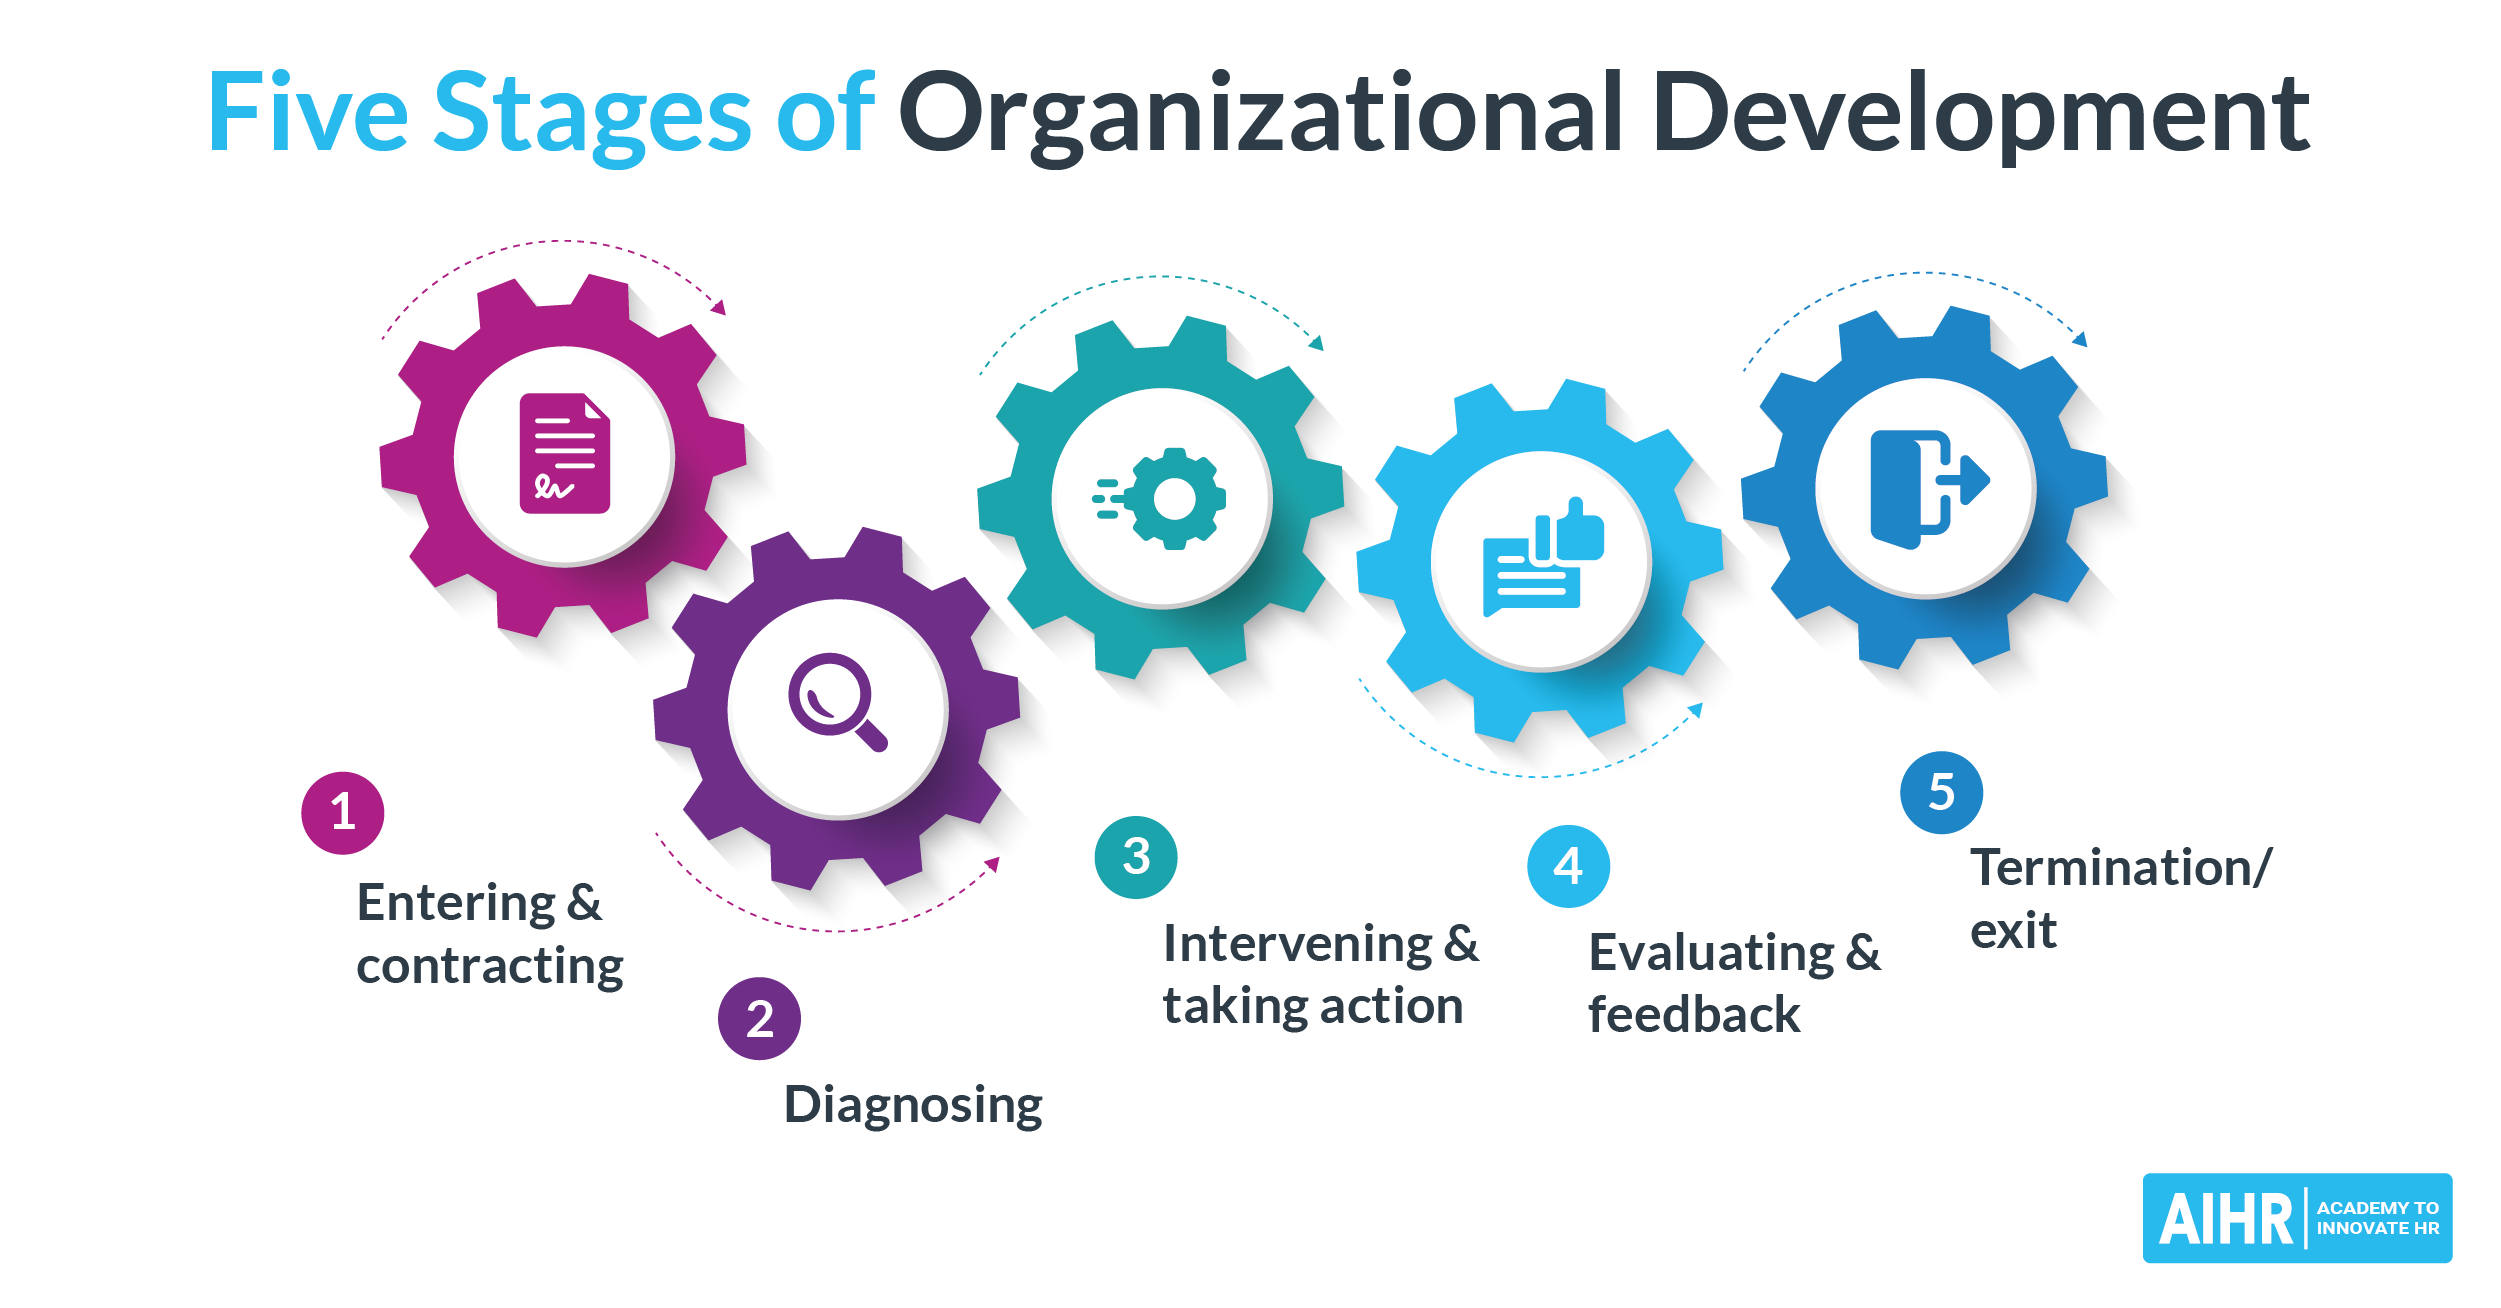 Five Stages of Organizational Development
1
Entering &
contracting
2
Diagnosing
3
Intervening &
taking action
4
Evaluating &
feedback
5
Termination/
exit
AIHR
ACADEMY TO
INNOVATE HR